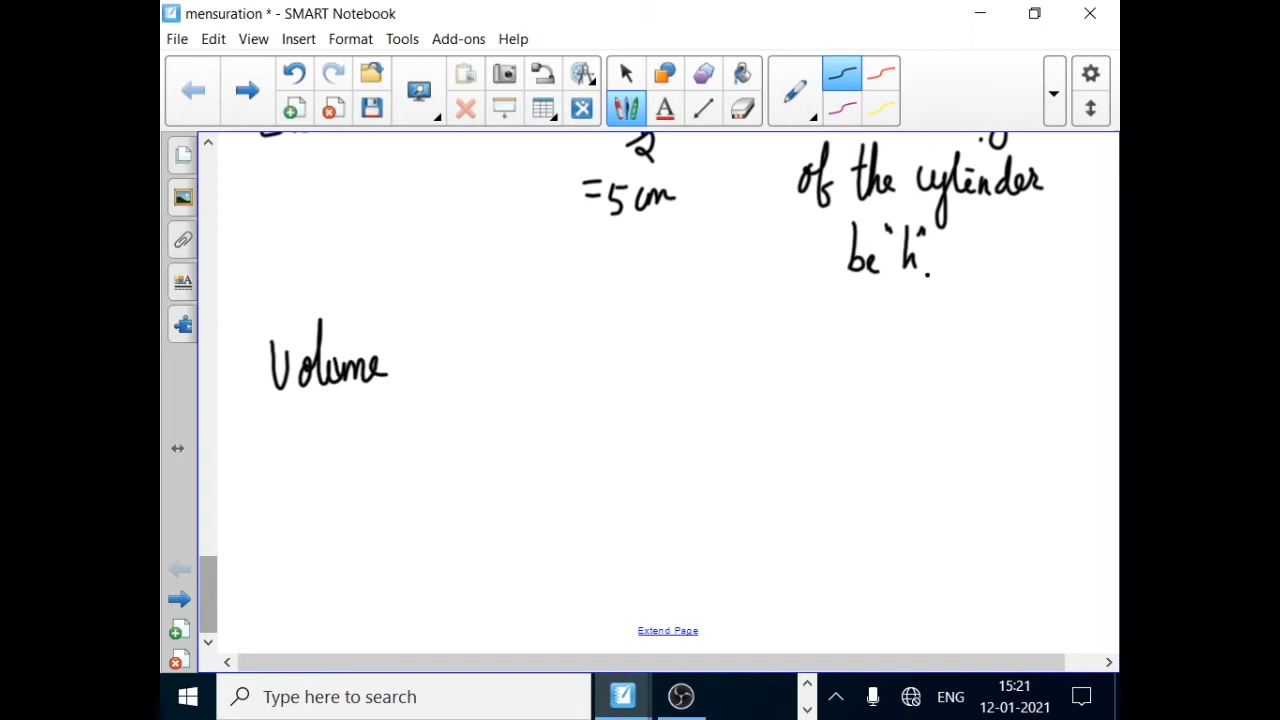 mensuration * - SMART Notebook
File Edit View Insert Format Tools Add-ons Help
2
= 5 cm
of the cylinder
be "h".
Volume
Extend Page
Type here to search
ENG
15:21
12-01-2021